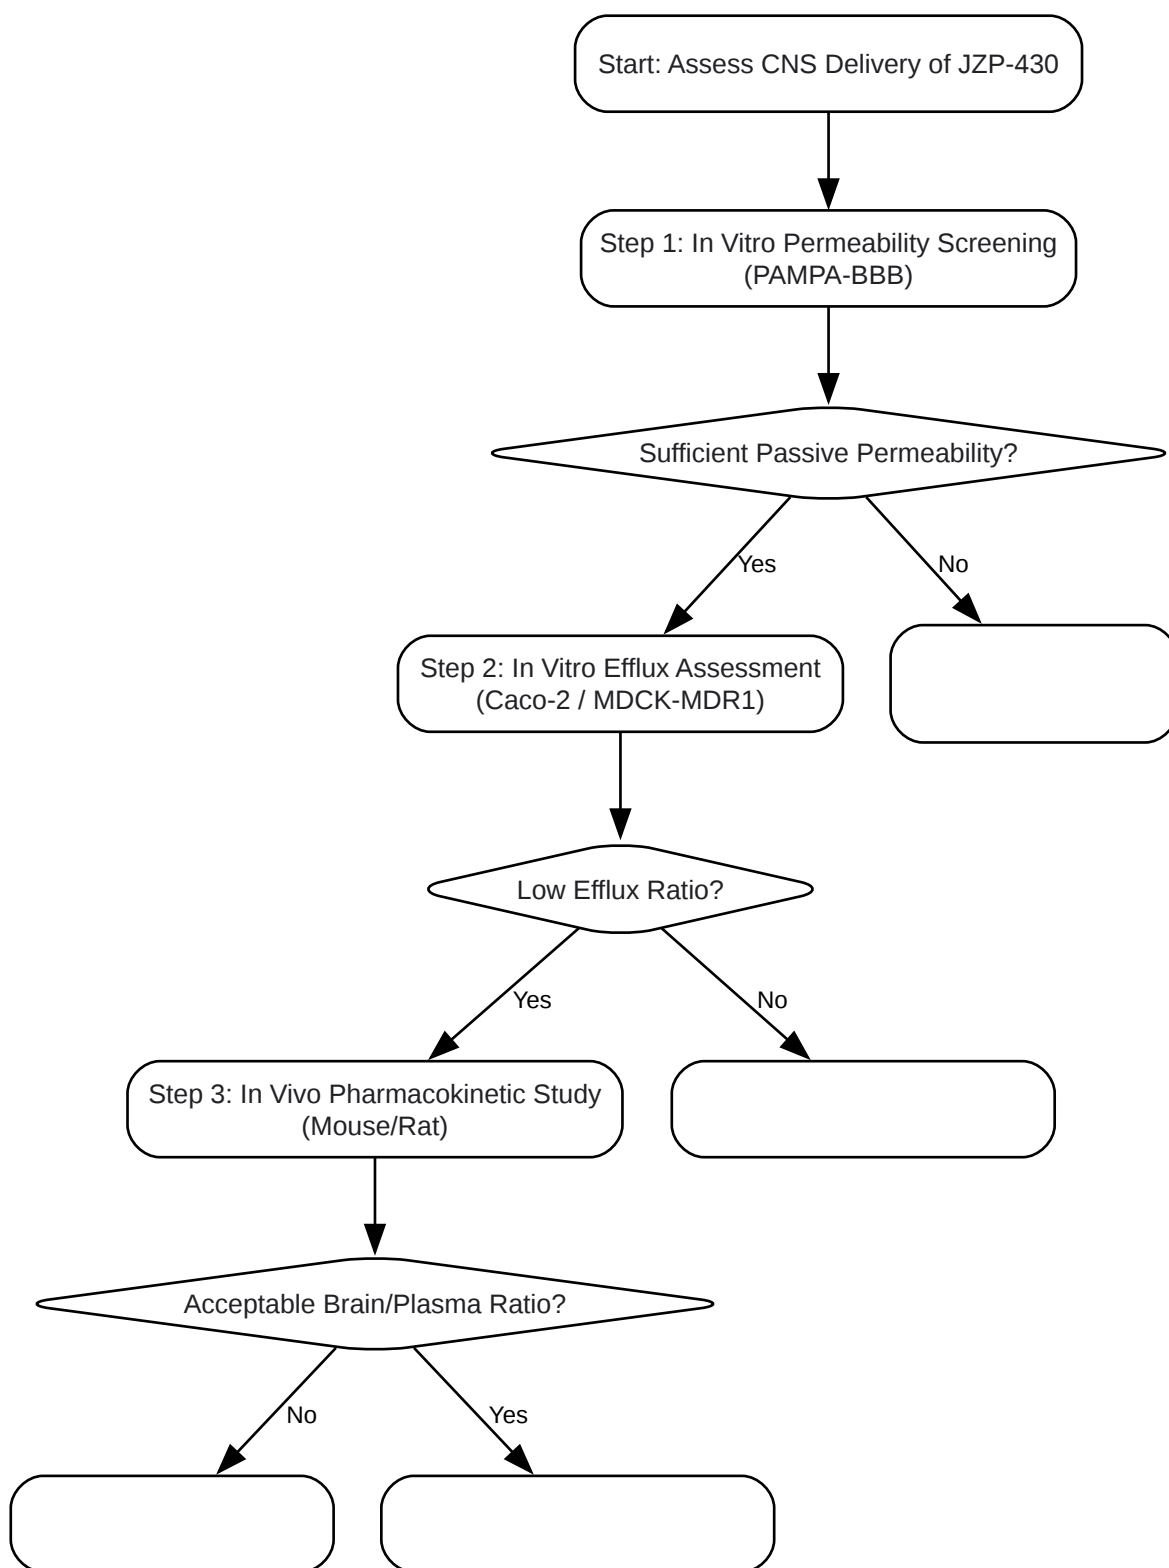 Start: Assess CNS Delivery of JZP-430
Step 1: In Vitro Permeability Screening
(PAMPA-BBB)
Sufficient Passive Permeability?
Yes
No
Step 2: In Vitro Efflux Assessment
(Caco-2 / MDCK-MDR1)
Low Efflux Ratio?
Yes
No
Step 3: In Vivo Pharmacokinetic Study
(Mouse/Rat)
Acceptable Brain/Plasma Ratio?
No
Yes